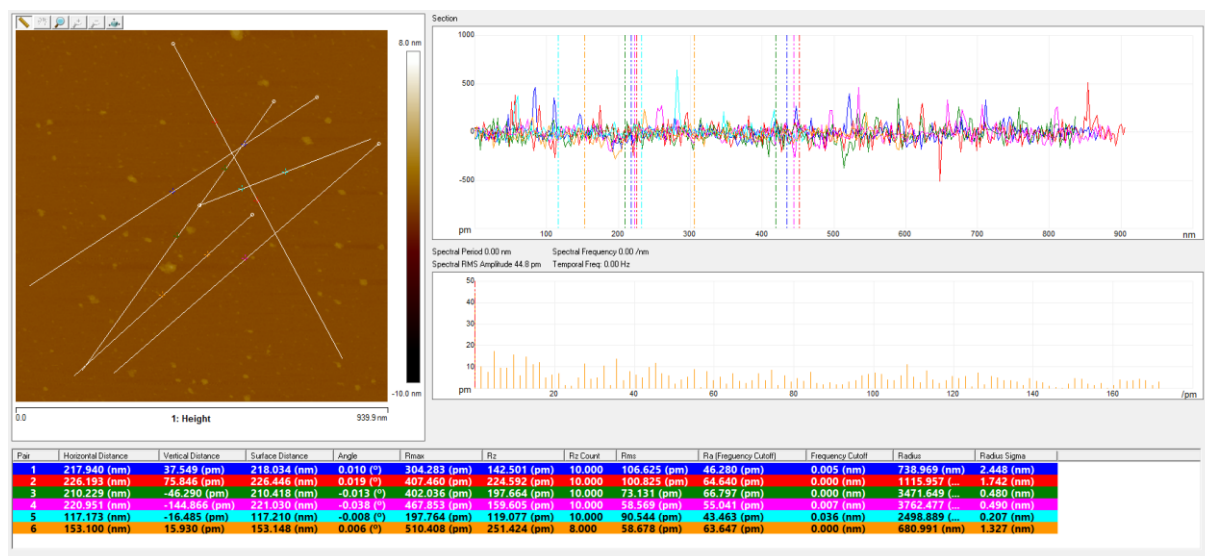 Section
8.0 nm
-10.0 nm
0.0
1: Height
939.9 nm
1000
500
0
-500
pm
100
200
300
400
500
600
700
800
900
nm
Spectral Period 0.00 nm Spectral Frequency 0.00 /nm
Spectral RMS Amplitude 44.8 pm Temporal Freq: 0.00 Hz
50
40
30
20
10
pm
20
40
60
80
100
120
140
160
/pm
Pair Horizontal Distance Vertical Distance Surface Distance Angle Rmax Rz Rz Count Rms Ra (Frequency Cutoff) Frequency Cutoff Radius Radius Sigma
1 217.940 (nm) 37.549 (pm) 218.034 (nm) 0.010 (º) 304.283 (pm) 142.501 (pm) 10.000 106.625 (pm) 46.280 (pm) 0.005 (nm) 738.969 (nm) 2.448 (nm)
2 226.193 (nm) 75.846 (pm) 226.446 (nm) 0.019 (º) 407.460 (pm) 224.592 (pm) 10.000 100.825 (pm) 64.640 (pm) 0.000 (nm) 1115.957 (... 1.742 (nm)
3 210.229 (nm) -46.290 (pm) 210.418 (nm) -0.013 (º) 402.036 (pm) 197.664 (pm) 10.000 73.131 (pm) 66.797 (pm) 0.000 (nm) 3471.649 (... 0.480 (nm)
4 220.951 (nm) -144.866 (pm) 221.030 (nm) -0.038 (º) 467.853 (pm) 159.605 (pm) 10.000 58.569 (pm) 55.041 (pm) 0.007 (nm) 3762.477 (... 0.490 (nm)
5 117.173 (nm) -16.485 (pm) 117.210 (nm) -0.008 (º) 197.764 (pm) 119.077 (pm) 10.000 90.544 (pm) 43.463 (pm) 0.036 (nm) 2498.889 (... 0.207 (nm)
6 153.100 (nm) 15.930 (pm) 153.148 (nm) 0.006 (º) 510.408 (pm) 251.424 (pm) 8.000 58.678 (pm) 63.647 (pm) 0.000 (nm) 680.991 (nm) 1.327 (nm)